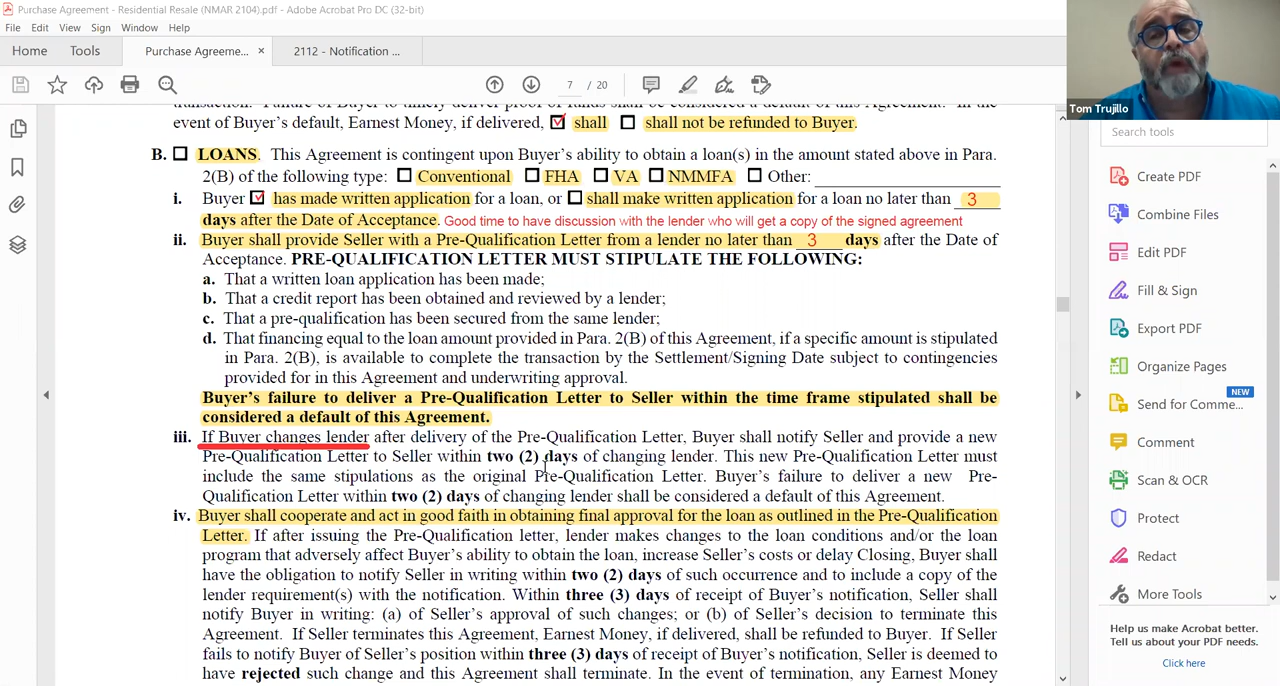 Purchase Agreement - Residential Resale (NMAR 2104).pdf - Adobe Acrobat Pro DC (32-bit)
File Edit View Sign Window Help
Home Tools Purchase Agreeme... × 2112 - Notification ...
7 / 20
Tom Trujillo
Search tools
event of Buyer's default, Earnest Money, if delivered, shall shall not be refunded to Buyer.
B. LOANS. This Agreement is contingent upon Buyer's ability to obtain a loan(s) in the amount stated above in Para.
2(B) of the following type: Conventional FHA VA NMMFA Other:
i. Buyer has made written application for a loan, or shall make written application for a loan no later than 3
days after the Date of Acceptance. Good time to have discussion with the lender who will get a copy of the signed agreement
ii. Buyer shall provide Seller with a Pre-Qualification Letter from a lender no later than 3 days after the Date of
Acceptance. PRE-QUALIFICATION LETTER MUST STIPULATE THE FOLLOWING:
a. That a written loan application has been made;
b. That a credit report has been obtained and reviewed by a lender;
c. That a pre-qualification has been secured from the same lender;
d. That financing equal to the loan amount provided in Para. 2(B) of this Agreement, if a specific amount is stipulated
in Para. 2(B), is available to complete the transaction by the Settlement/Signing Date subject to contingencies
provided for in this Agreement and underwriting approval.
Buyer's failure to deliver a Pre-Qualification Letter to Seller within the time frame stipulated shall be
considered a default of this Agreement.
iii. If Buyer changes lender after delivery of the Pre-Qualification Letter, Buyer shall notify Seller and provide a new
Pre-Qualification Letter to Seller within two (2) days of changing lender. This new Pre-Qualification Letter must
include the same stipulations as the original Pre-Qualification Letter. Buyer's failure to deliver a new Pre-
Qualification Letter within two (2) days of changing lender shall be considered a default of this Agreement.
iv. Buyer shall cooperate and act in good faith in obtaining final approval for the loan as outlined in the Pre-Qualification
Letter. If after issuing the Pre-Qualification letter, lender makes changes to the loan conditions and/or the loan
program that adversely affect Buyer's ability to obtain the loan, increase Seller's costs or delay Closing, Buyer shall
have the obligation to notify Seller in writing within two (2) days of such occurrence and to include a copy of the
lender requirement(s) with the notification. Within three (3) days of receipt of Buyer's notification, Seller shall
notify Buyer in writing: (a) of Seller's approval of such changes; or (b) of Seller's decision to terminate this
Agreement. If Seller terminates this Agreement, Earnest Money, if delivered, shall be refunded to Buyer. If Seller
fails to notify Buyer of Seller's position within three (3) days of receipt of Buyer's notification, Seller is deemed to
have rejected such change and this Agreement shall terminate. In the event of termination, any Earnest Money
Create PDF
Combine Files
Edit PDF
Fill & Sign
Export PDF
Organize Pages
NEW
Send for Comme...
Comment
Scan & OCR
Protect
Redact
More Tools
Help us make Acrobat better.
Tell us about your PDF needs.
Click here